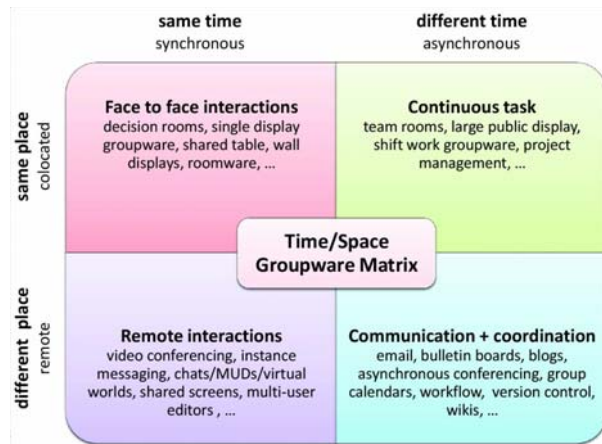 same time
synchronous
different time
asynchronous
same place
colocated
Face to face interactions
decision rooms, single display
groupware, shared table, wall
displays, roomware, ...
Continuous task
team rooms, large public display,
shift work groupware, project
management, ...
Time/Space
Groupware Matrix
different place
remote
Remote interactions
video conferencing, instance
messaging, chats/MUDs/virtual
worlds, shared screens, multi-user
editors , ...
Communication + coordination
email, bulletin boards, blogs,
asynchronous conferencing, group
calendars, workflow, version control,
wikis, ...